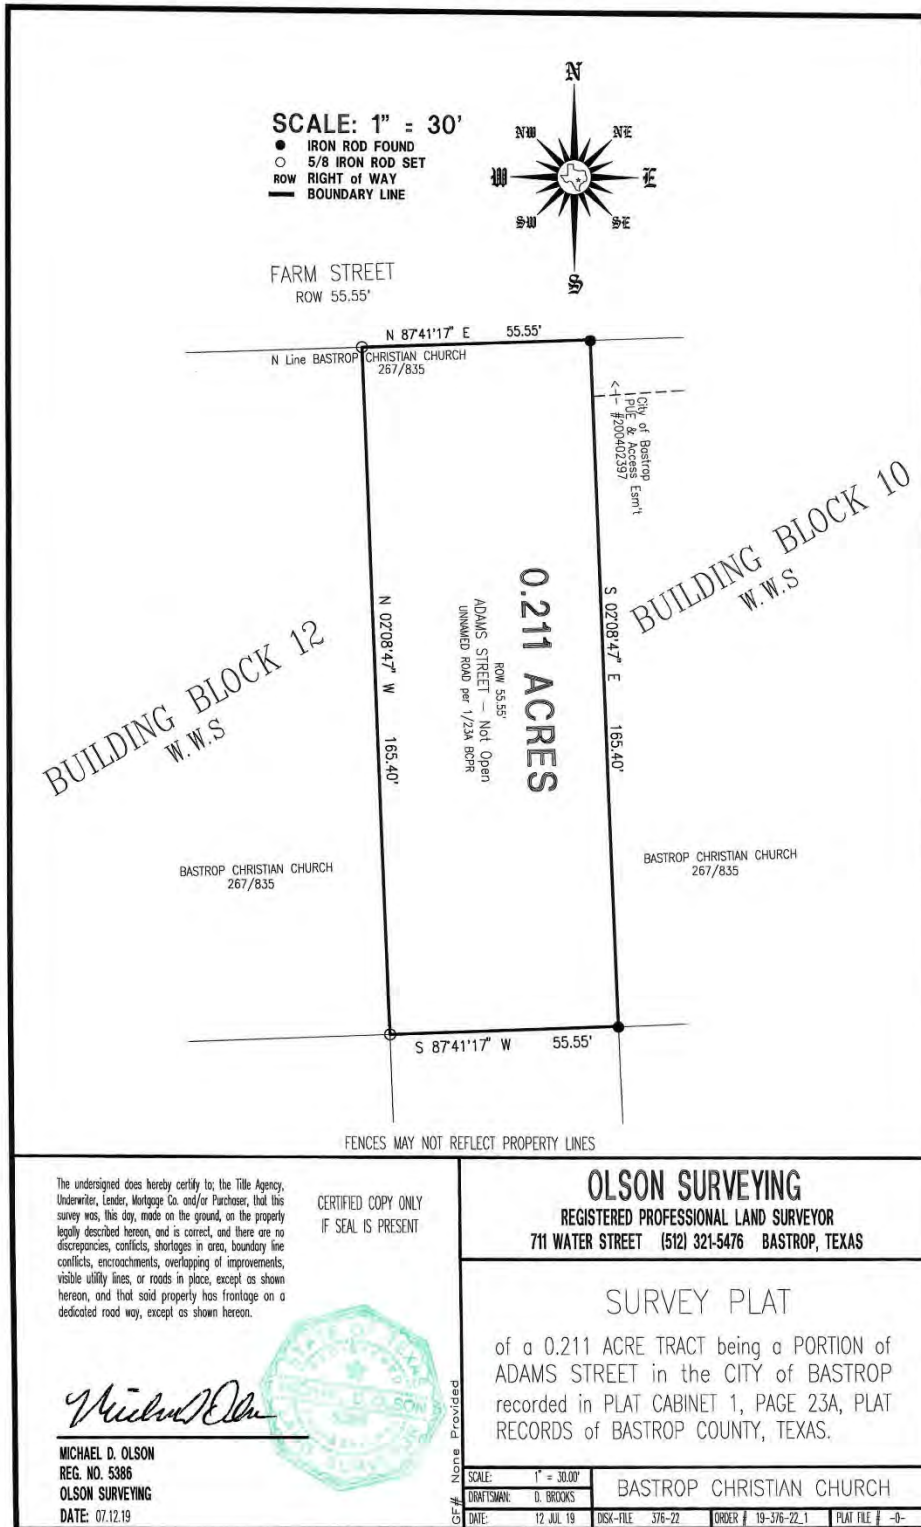 N
NW NE
W E
SW SE
S
SCALE: 1" = 30'
IRON ROD FOUND
5/8 IRON ROD SET
ROW RIGHT of WAY
BOUNDARY LINE
FARM STREET
ROW 55.55'
N 87°41'17" E 55.55'
N Line BASTROP CHRISTIAN CHURCH
267/835
City of Bastrop
PUE & Access Esm't
#200402397
BUILDING BLOCK 10
W.W.S
BUILDING BLOCK 12
W.W.S
N 02°08'47" W 165.40'
0.211 ACRES
ROW 55.55'
ADAMS STREET – Not Open
UNNAMED ROAD per 1/23A BCPR
S 02°08'47" E 165.40'
BASTROP CHRISTIAN CHURCH
267/835
BASTROP CHRISTIAN CHURCH
267/835
S 87°41'17" W 55.55'
FENCES MAY NOT REFLECT PROPERTY LINES
The undersigned does hereby certify to; the Title Agency,
Underwriter, Lender, Mortgage Co. and/or Purchaser, that this
survey was, this day, made on the ground, on the property
legally described hereon, and is correct, and there are no
discrepancies, conflicts, shortages in area, boundary line
conflicts, encroachments, overlapping of improvements,
visible utility lines, or roads in place, except as shown
hereon, and that said property has frontage on a
dedicated road way, except as shown hereon.
CERTIFIED COPY ONLY
IF SEAL IS PRESENT
STATE OF TEXAS
MICHAEL D. OLSON
REG. NO. 5386
OLSON SURVEYING
DATE: 07.12.19
GF# None Provided
OLSON SURVEYING
REGISTERED PROFESSIONAL LAND SURVEYOR
711 WATER STREET (512) 321-5476 BASTROP, TEXAS
SURVEY PLAT
of a 0.211 ACRE TRACT being a PORTION of
ADAMS STREET in the CITY of BASTROP
recorded in PLAT CABINET 1, PAGE 23A, PLAT
RECORDS of BASTROP COUNTY, TEXAS.
SCALE: 1" = 30.00'
DRAFTSMAN: D. BROOKS
BASTROP CHRISTIAN CHURCH
DATE: 12 JUL 19 DISK-FILE 376-22 ORDER # 19-376-22_1 PLAT FILE # -0-